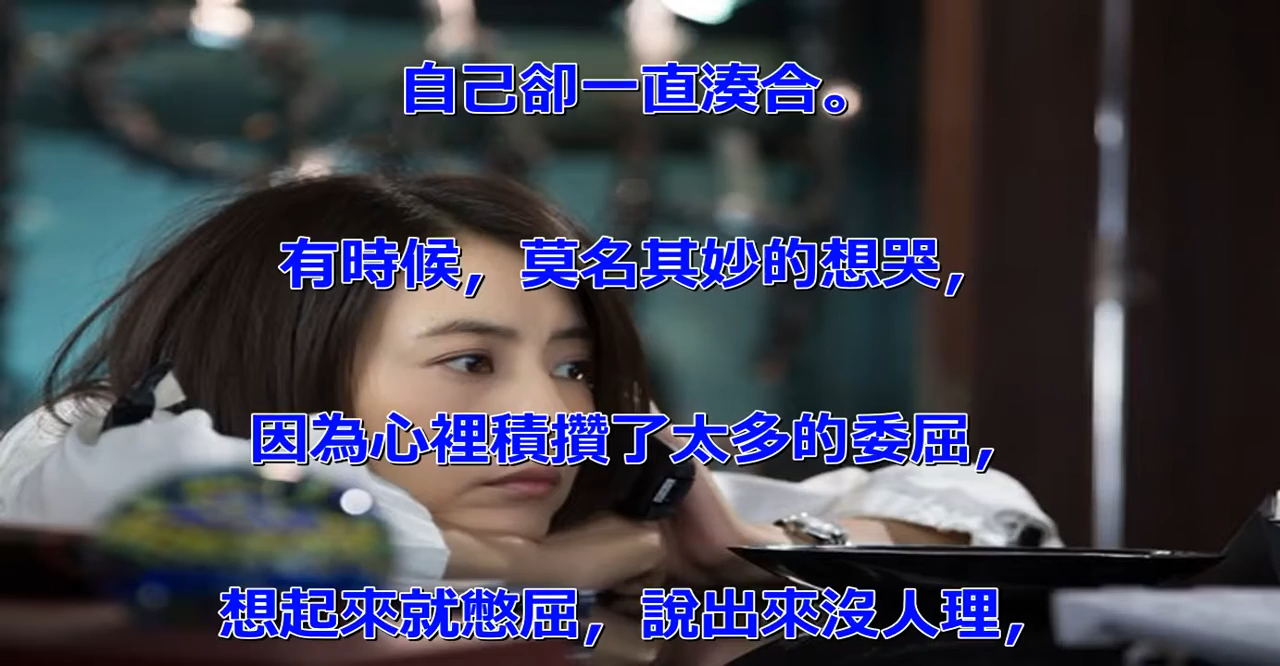 自己卻一直湊合。
有時候，莫名其妙的想哭，
因為心裡積攢了太多的委屈，
想起來就憋屈，說出來沒人理，